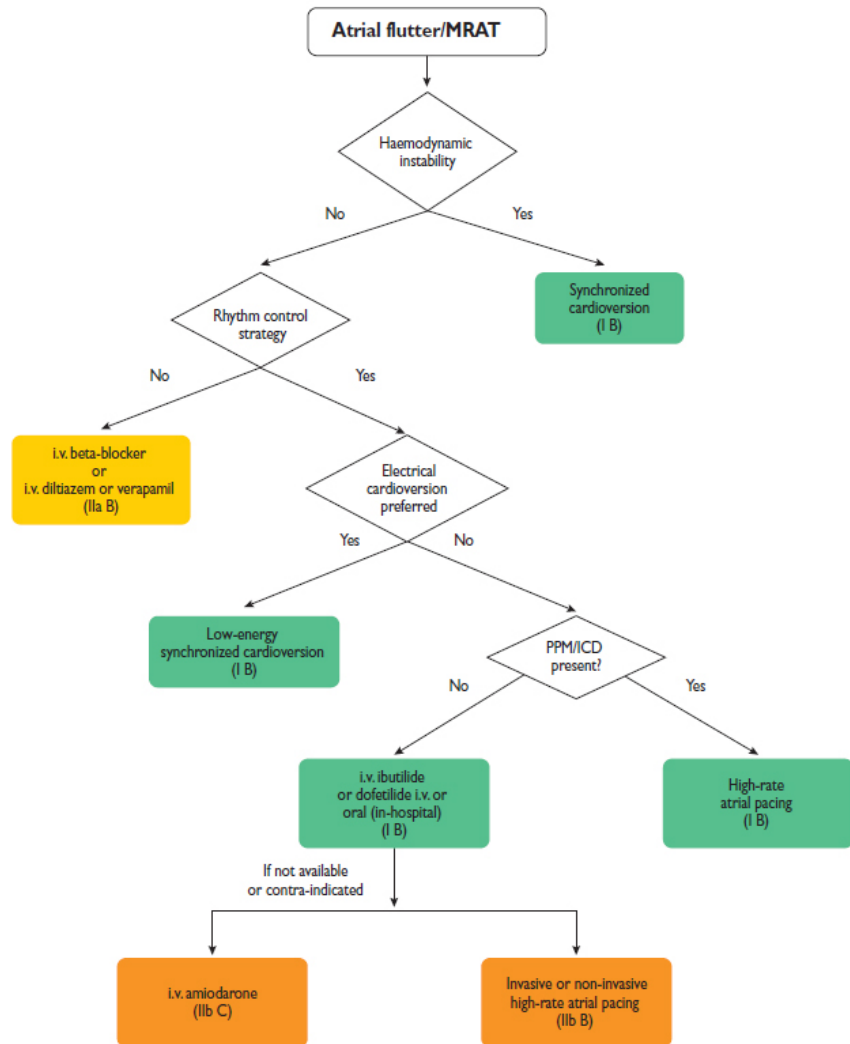 Atrial flutter/MRAT
Haemodynamic
instability
No
Yes
Synchronized
cardioversion
(I B)
Rhythm control
strategy
No
Yes
i.v. beta-blocker
or
i.v. diltiazem or verapamil
(IIa B)
Electrical
cardioversion
preferred
Yes
No
Low-energy
synchronized cardioversion
(I B)
PPM/ICD
present?
No
Yes
i.v. ibutilide
or dofetilide i.v. or
oral (in-hospital)
(I B)
High-rate
atrial pacing
(I B)
If not available
or contra-indicated
i.v. amiodarone
(IIb C)
Invasive or non-invasive
high-rate atrial pacing
(IIb B)